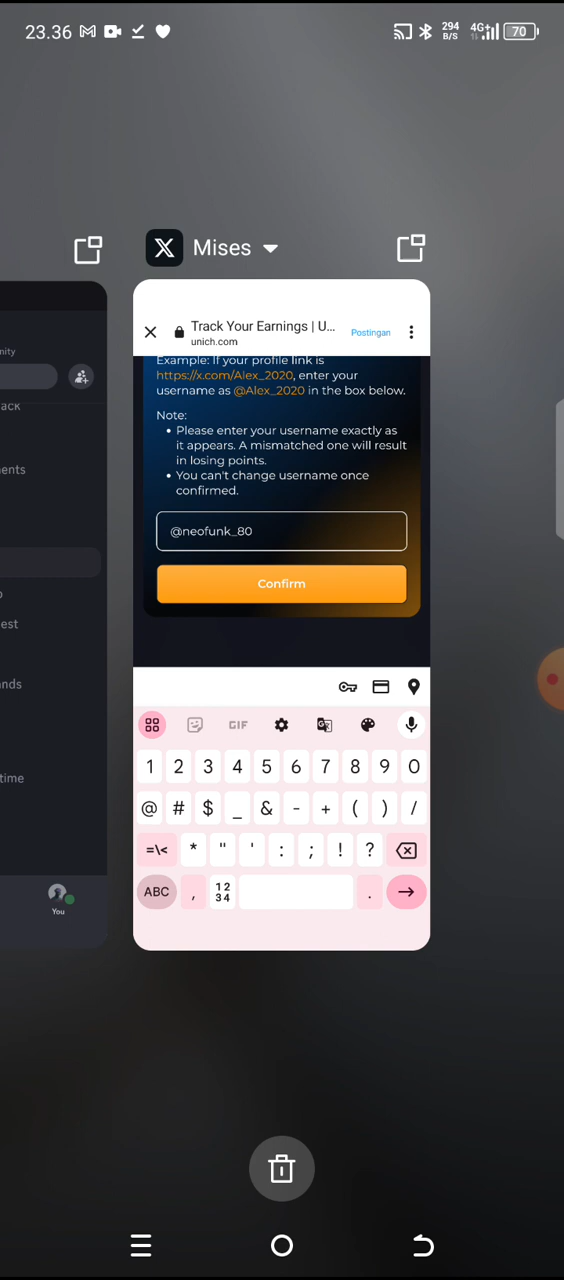 23.36
294
B/S
4G+
70
Mises
Track Your Earnings | U...
unich.com
Postingan
Example: If your profile link is
https://x.com/Alex_2020, enter your
username as @Alex_2020 in the box below.
Note:
• Please enter your username exactly as
it appears. A mismatched one will result
in losing points.
• You can't change username once
confirmed.
@neofunk_80
Confirm
nity
ack
ments
o
est
ands
time
You
GIF
1 2 3 4 5 6 7 8 9 0
@ # $ _ & - + ( ) /
=\< * " ' : ; ! ?
ABC , 12 .
34